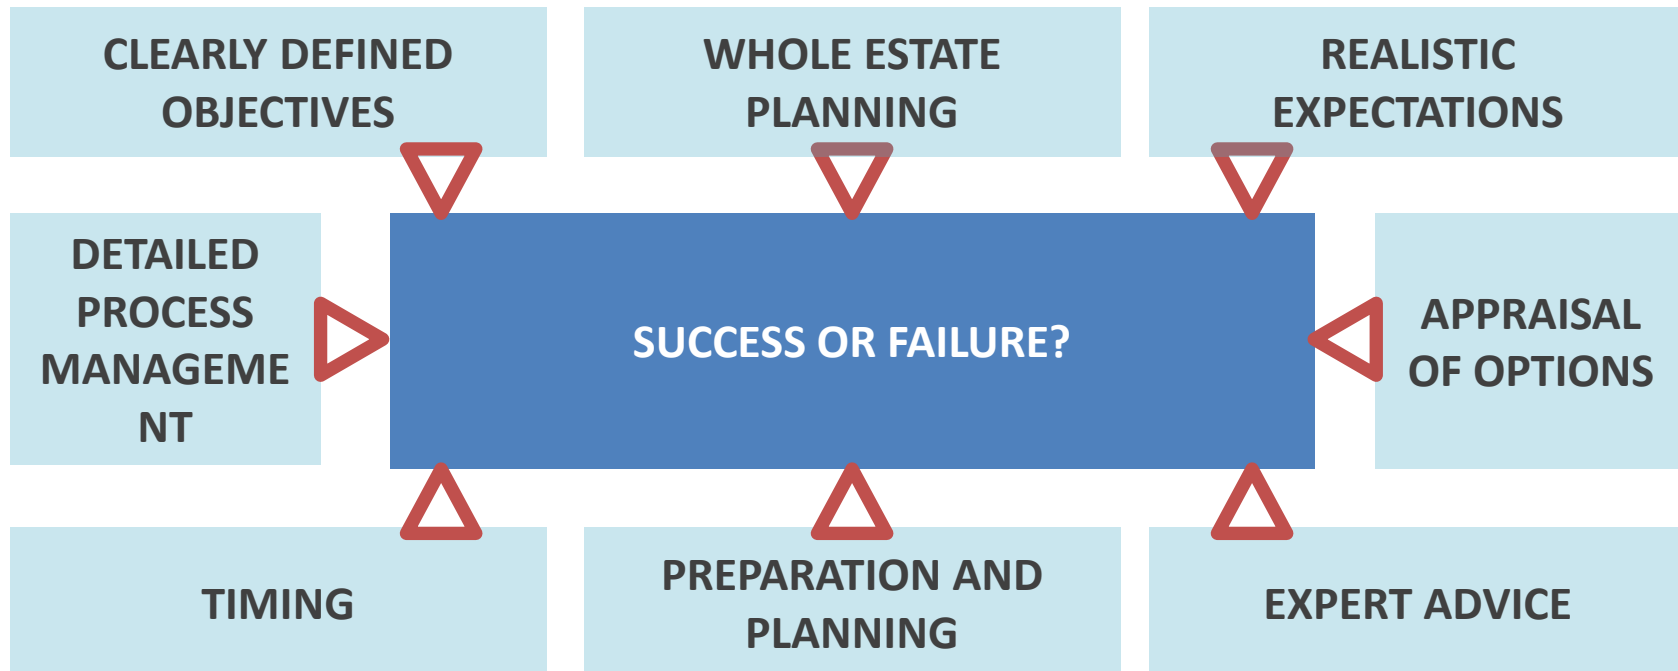 CLEARLY DEFINED
OBJECTIVES
WHOLE ESTATE
PLANNING
REALISTIC
EXPECTATIONS
DETAILED
PROCESS
MANAGEME
NT
SUCCESS OR FAILURE?
APPRAISAL
OF OPTIONS
TIMING
PREPARATION AND
PLANNING
EXPERT ADVICE